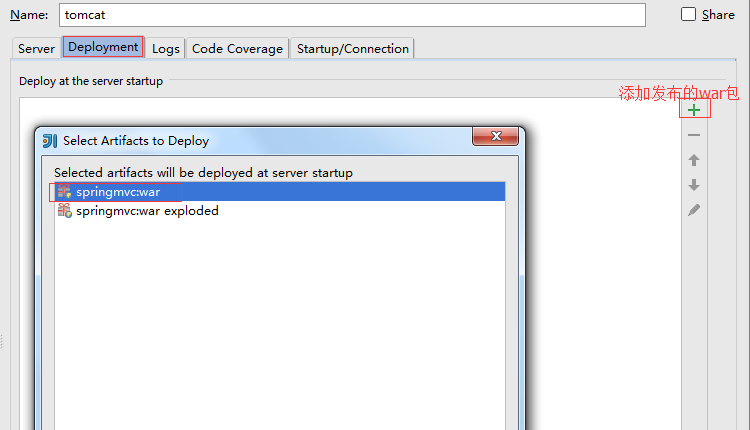 Name: tomcat Share
Server Deployment Logs Code Coverage Startup/Connection
Deploy at the server startup
添加发布的war包
Select Artifacts to Deploy
Selected artifacts will be deployed at server startup
springmvc:war
springmvc:war exploded